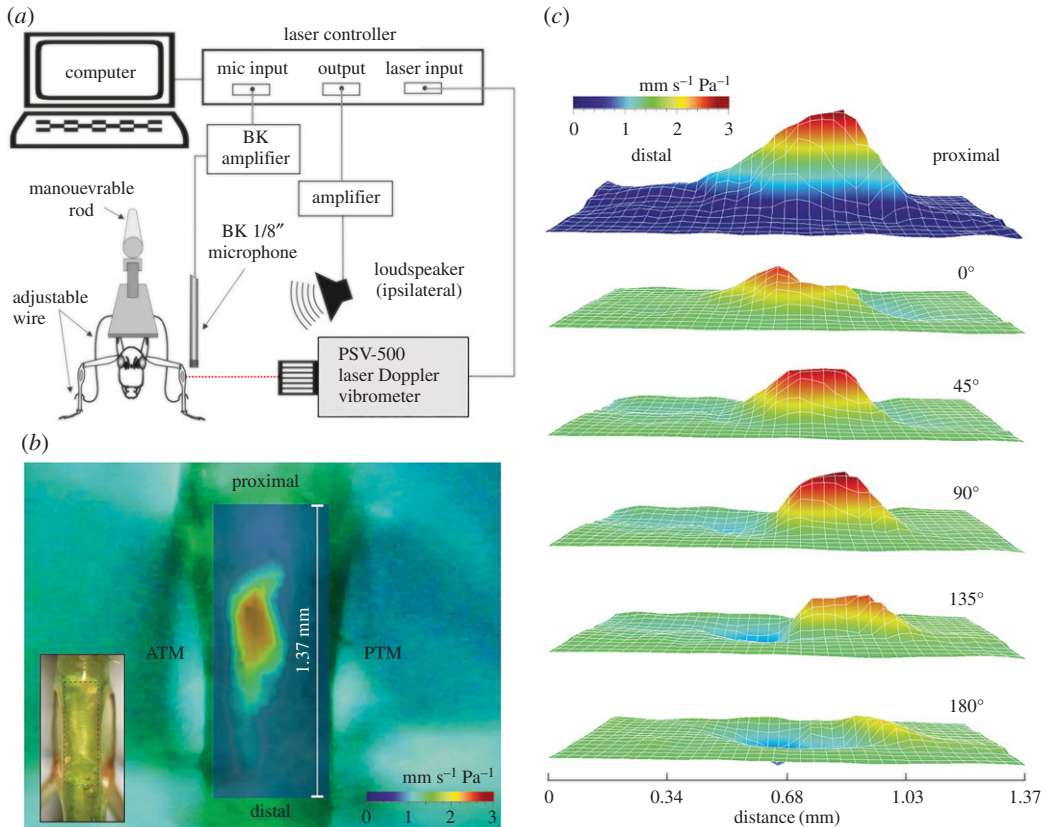 (a)
laser controller
computer
mic input
output
laser input
BK
amplifier
amplifier
manouevrable
rod
BK 1/8″
microphone
loudspeaker
(ipsilateral)
adjustable
wire
PSV-500
laser Doppler
vibrometer
(b)
proximal
1.37 mm
ATM
PTM
mm s⁻¹ Pa⁻¹
0 1 2 3
distal
(c)
mm s⁻¹ Pa⁻¹
0 1 2 3
distal
proximal
0°
45°
90°
135°
180°
0 0.34 0.68 1.03 1.37
distance (mm)